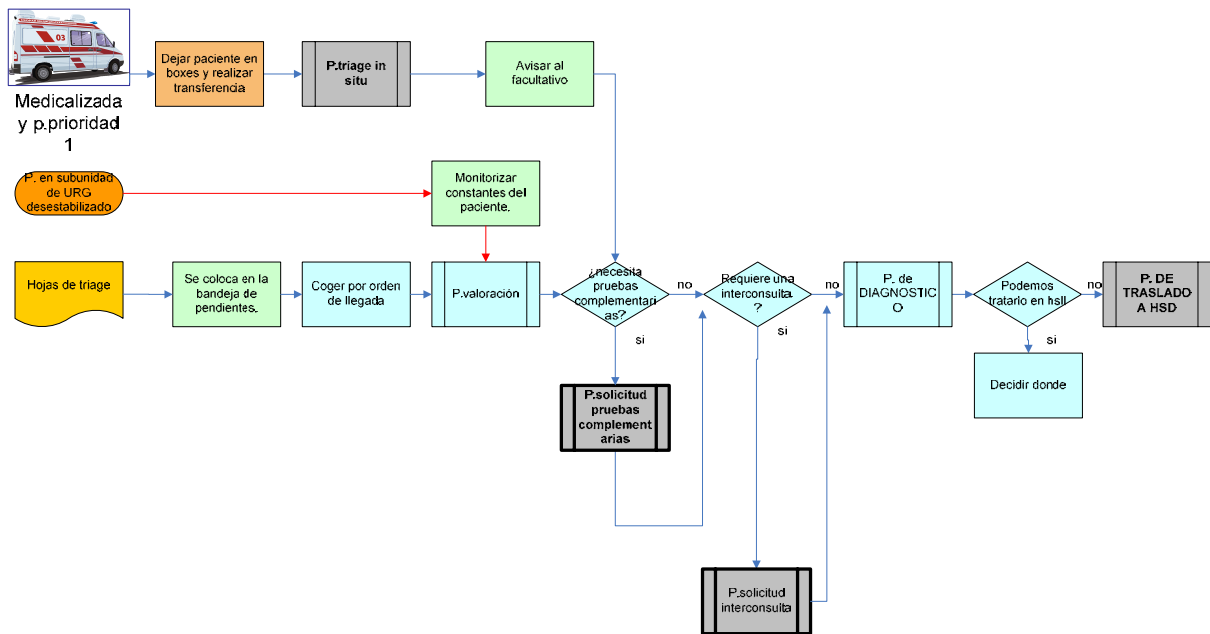 03
Medicalizada
y p.prioridad
1
Dejar paciente en
boxes y realizar
transferencia
P.triage in
situ
Avisar al
facultativo
P. en subunidad
de URG
desestabilizado
Monitorizar
constantes del
paciente.
Hojas de triage
Se coloca en la
bandeja de
pendientes.
Coger por orden
de llegada
P.valoración
¿necesita
pruebas
complementari
as?
no
si
Requiere una
interconsulta
?
no
si
P. de
DIAGNOSTIC
O
Podemos
tratarlo en hsll
no
si
P. DE
TRASLADO
A HSD
Decidir donde
P.solicitud
pruebas
complement
arias
P.solicitud
interconsulta